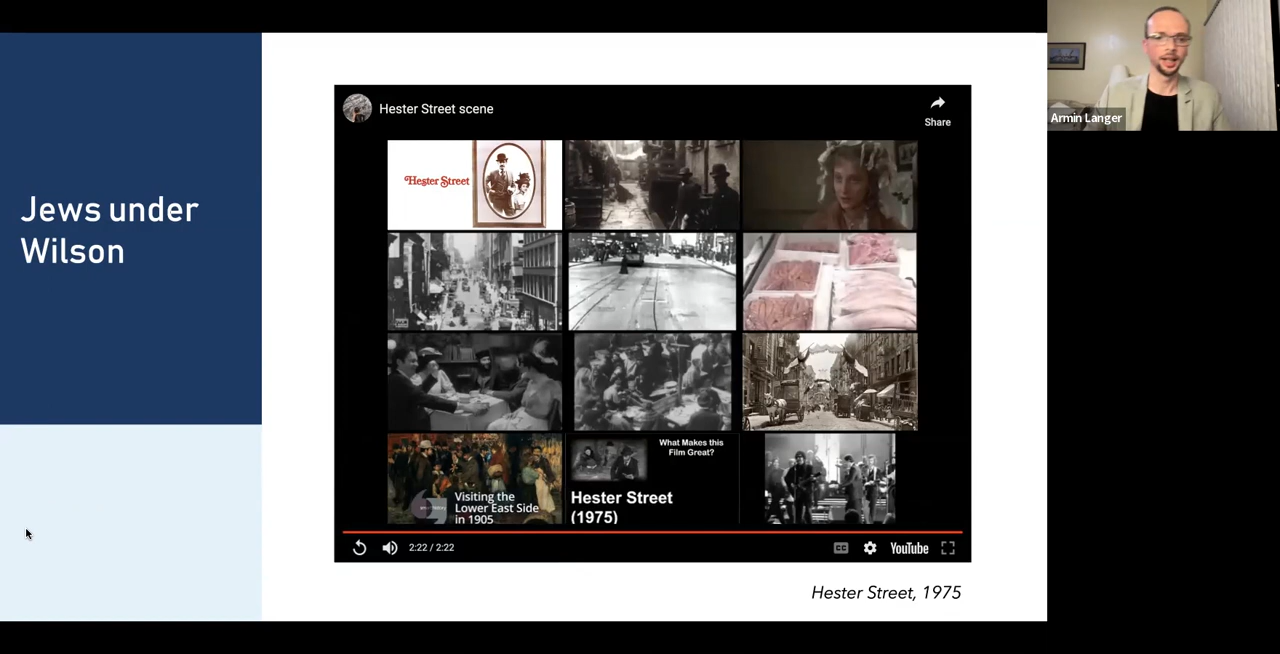 Jews under
Wilson
Hester Street scene
Share
Hester Street
Visiting the
Lower East Side
in 1905
What Makes this
Film Great?
Hester Street
(1975)
2:22 / 2:22
CC
YouTube
Hester Street, 1975
Armin Langer